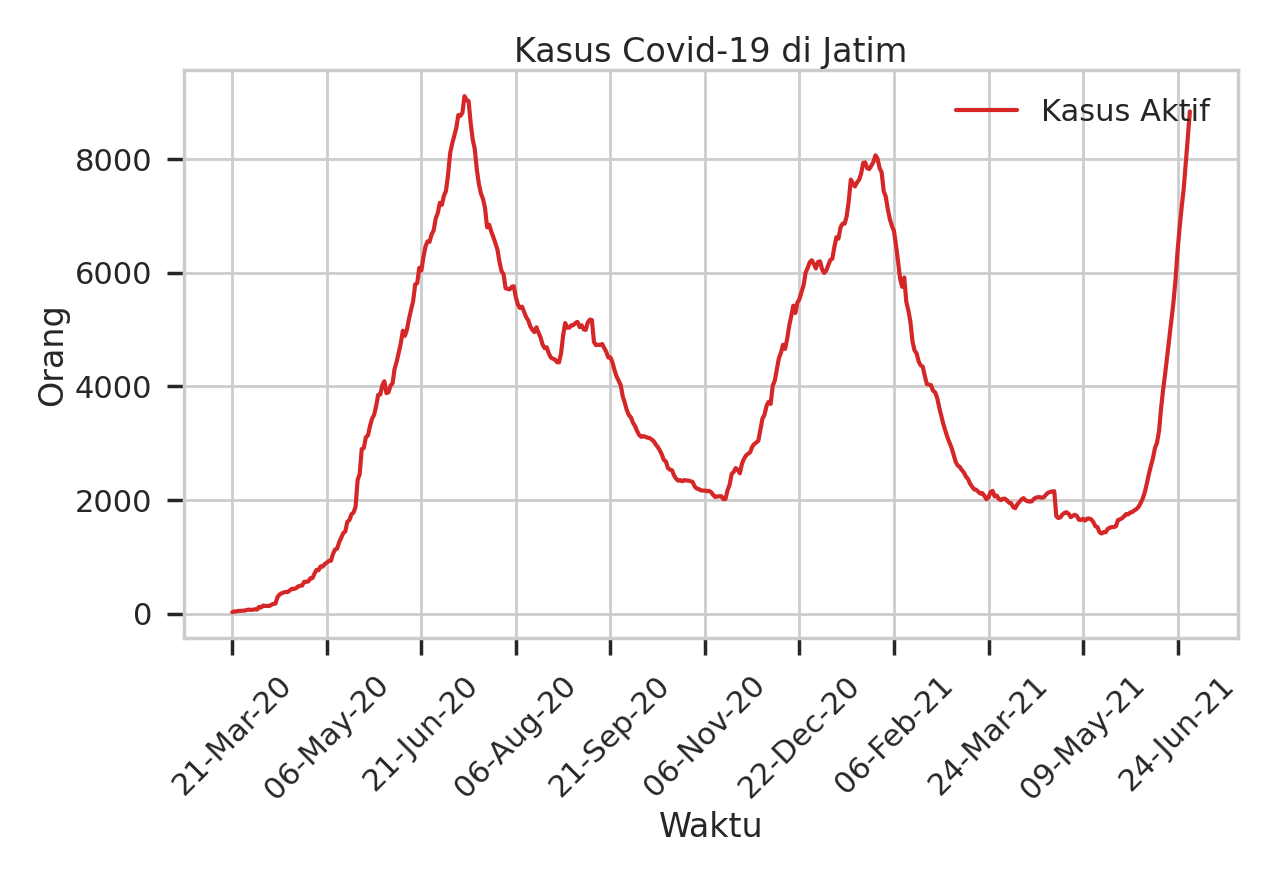 Kasus Covid-19 di Jatim
Kasus Aktif
8000
6000
4000
2000
0
Orang
21-Mar-20
06-May-20
21-Jun-20
06-Aug-20
21-Sep-20
06-Nov-20
22-Dec-20
06-Feb-21
24-Mar-21
09-May-21
24-Jun-21
Waktu